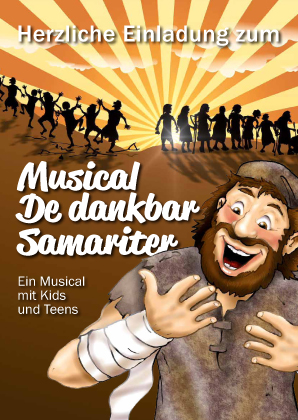 Herzliche Einladung zum
Musical
De dankbar
Samariter
Ein Musical
mit Kids
und Teens